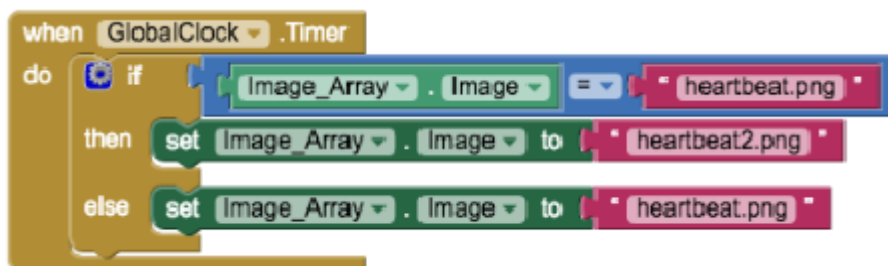 when GlobalClock .Timer
do if Image_Array . Image = " heartbeat.png "
then set Image_Array . Image to " heartbeat2.png "
else set Image_Array . Image to " heartbeat.png "